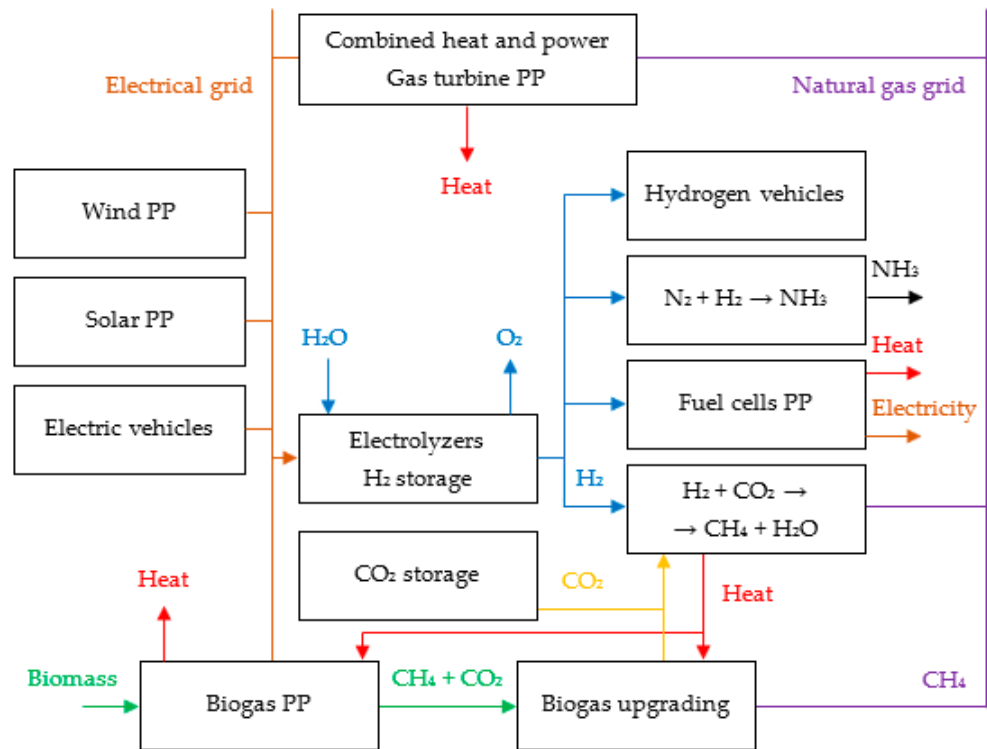 Combined heat and power
Gas turbine PP
Electrical grid
Natural gas grid
Heat
Wind PP
Hydrogen vehicles
NH₃
N₂ + H₂ → NH₃
Solar PP
H₂O
O₂
Heat
Fuel cells PP
Electricity
Electric vehicles
Electrolyzers
H₂ storage
H₂
H₂ + CO₂ →
→ CH₄ + H₂O
CO₂ storage
CO₂
Heat
Heat
Biomass
Biogas PP
CH₄ + CO₂
Biogas upgrading
CH₄